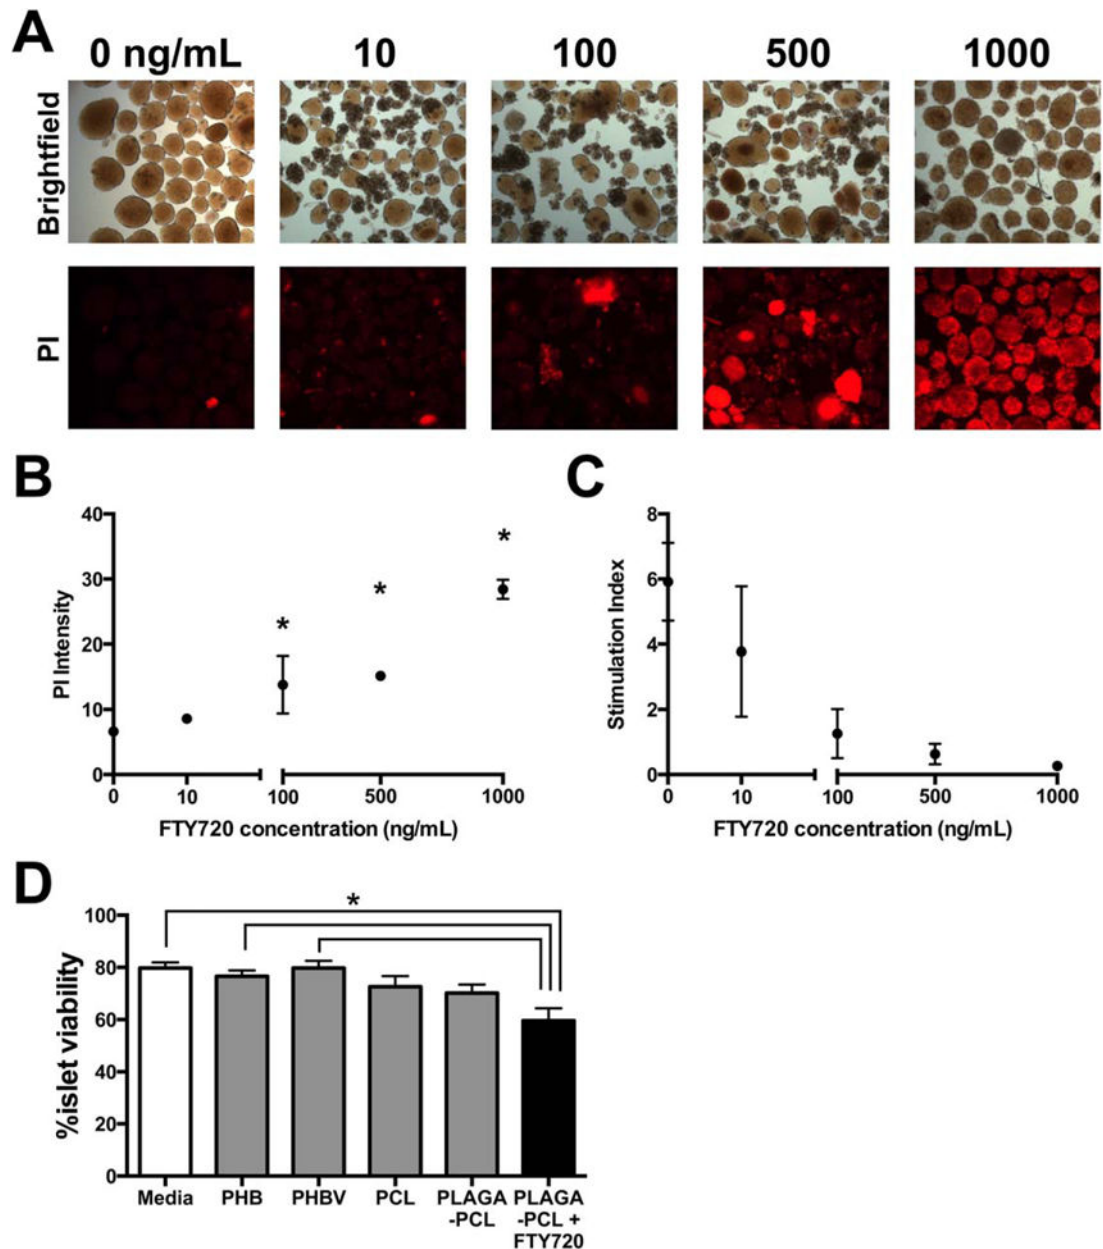 A
0 ng/mL 10 100 500 1000
Brightfield
PI
B
40
30
20
10
0
PI Intensity
*
*
*
0 10 100 500 1000
FTY720 concentration (ng/mL)
C
8
6
4
2
0
Stimulation Index
0 10 100 500 1000
FTY720 concentration (ng/mL)
D
*
100
80
60
40
20
0
%islet viability
Media PHB PHBV PCL PLAGA PLAGA
-PCL -PCL +
FTY720